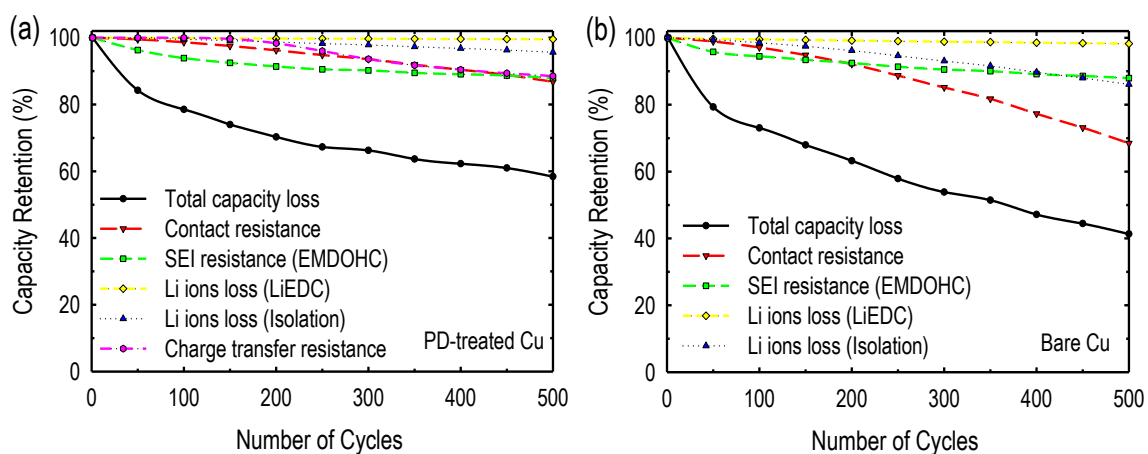 (a)
Capacity Retention (%)
100
80
60
40
20
0
Total capacity loss
Contact resistance
SEI resistance (EMDOHC)
Li ions loss (LiEDC)
Li ions loss (Isolation)
Charge transfer resistance
PD-treated Cu
0 100 200 300 400 500
Number of Cycles
(b)
Capacity Retention (%)
100
80
60
40
20
0
Total capacity loss
Contact resistance
SEI resistance (EMDOHC)
Li ions loss (LiEDC)
Li ions loss (Isolation)
Bare Cu
0 100 200 300 400 500
Number of Cycles